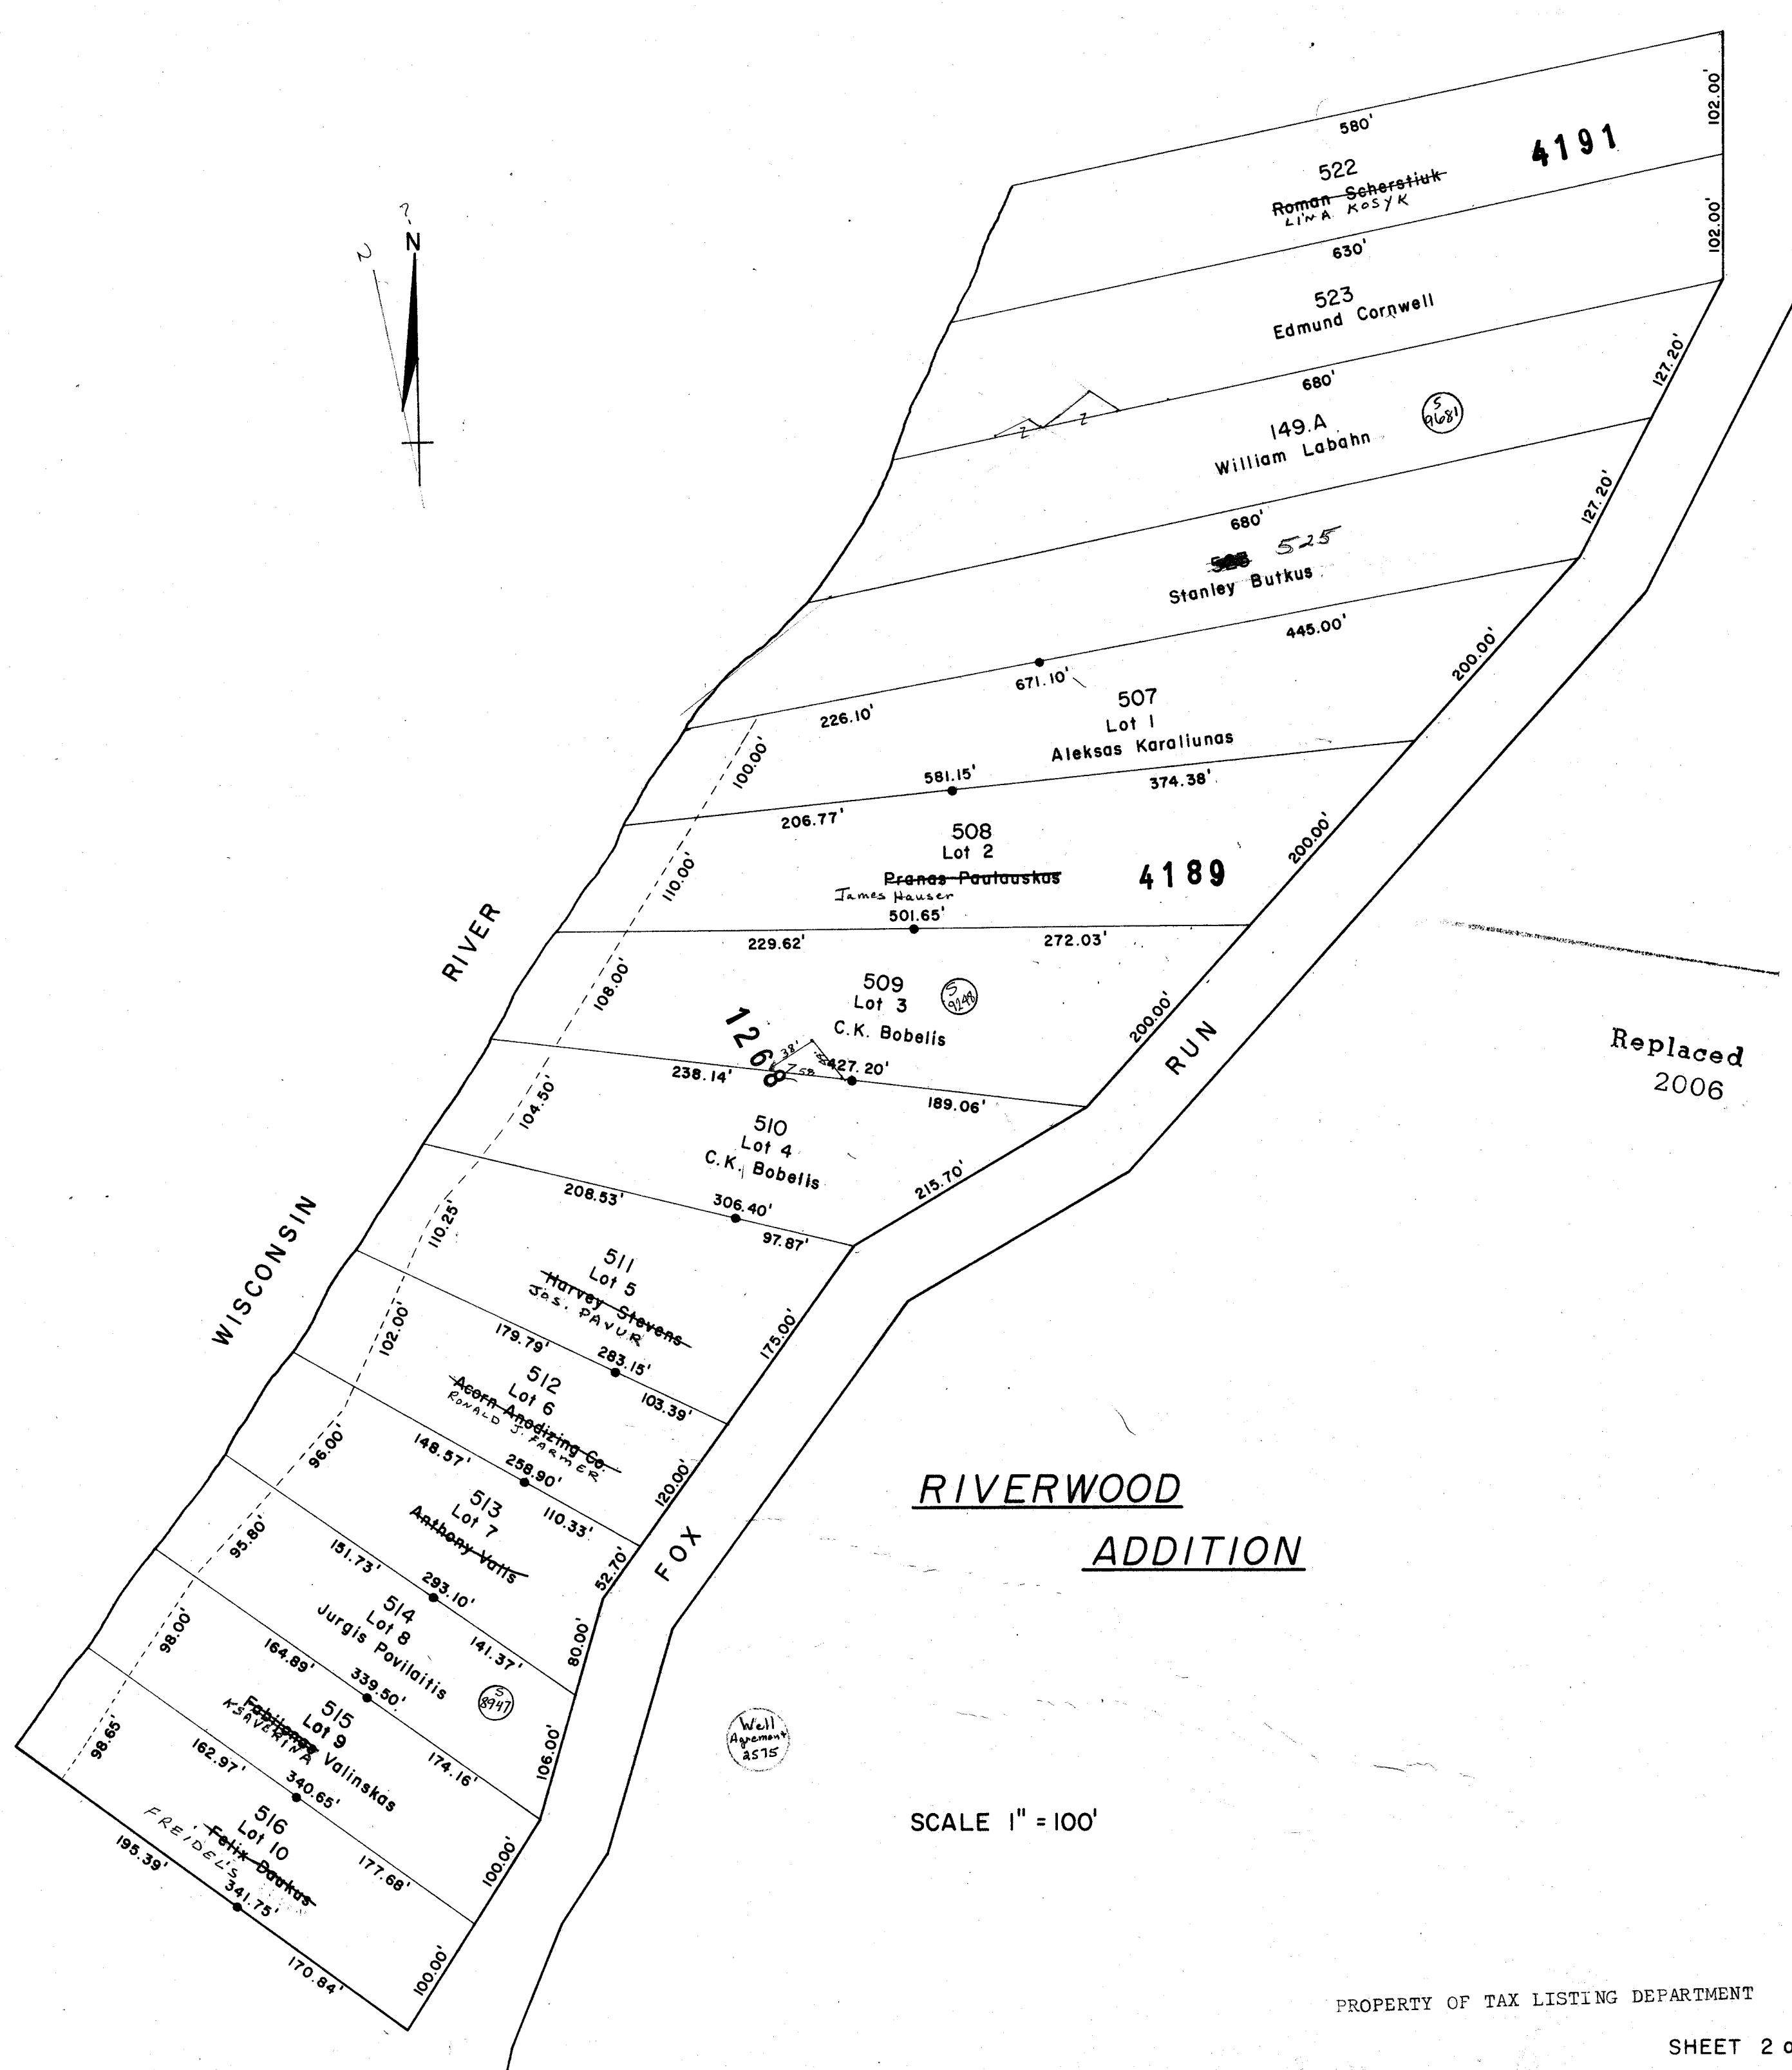 580'
102.00'
4191
522
Roman Scherstiuk
LINA KOSYK
N
630'
102.00'
523
Edmund Cornwell
680'
127.20'
149.A
S
9681
William Labahn
680'
127.20'
525
Stanley Butkus
445.00'
671.10'
226.10'
200.00'
507
Lot 1
Aleksas Karaliunas
100.00'
581.15'
374.38'
206.77'
508
Lot 2
Pranas Paulauskas
James Hauser
4189
110.00'
200.00'
501.65'
229.62'
272.03'
RIVER
509
Lot 3
S
9248
C.K. Bobelis
108.00'
200.00'
RUN
1268
38'
58
427.20'
238.14'
189.06'
Replaced
2006
104.50'
510
Lot 4
C.K. Bobelis
215.70'
208.53'
306.40'
97.87'
WISCONSIN
110.25'
511
Lot 5
Harvey Stevens
Jos. PAVUR
175.00'
179.79'
283.15'
103.39'
102.00'
512
Lot 6
Acorn Anodizing Co.
RONALD J. FARMER
120.00'
148.57'
258.90'
110.33'
96.00'
513
Lot 7
Anthony Valls
52.70'
FOX
RIVERWOOD
ADDITION
151.73'
293.10'
141.37'
95.80'
514
Lot 8
Jurgis Povilaitis
80.00'
164.89'
339.50'
174.16'
S
8947
98.00'
515
Lot 9
KSAVERINA
Valinskas
106.00'
Well
Agrement
2575
162.97'
340.65'
177.68'
98.65'
516
Lot 10
Felix Daukus
FREIDEL'S
100.00'
SCALE 1" = 100'
195.39'
341.75'
170.84'
100.00'
PROPERTY OF TAX LISTING DEPARTMENT
SHEET 2